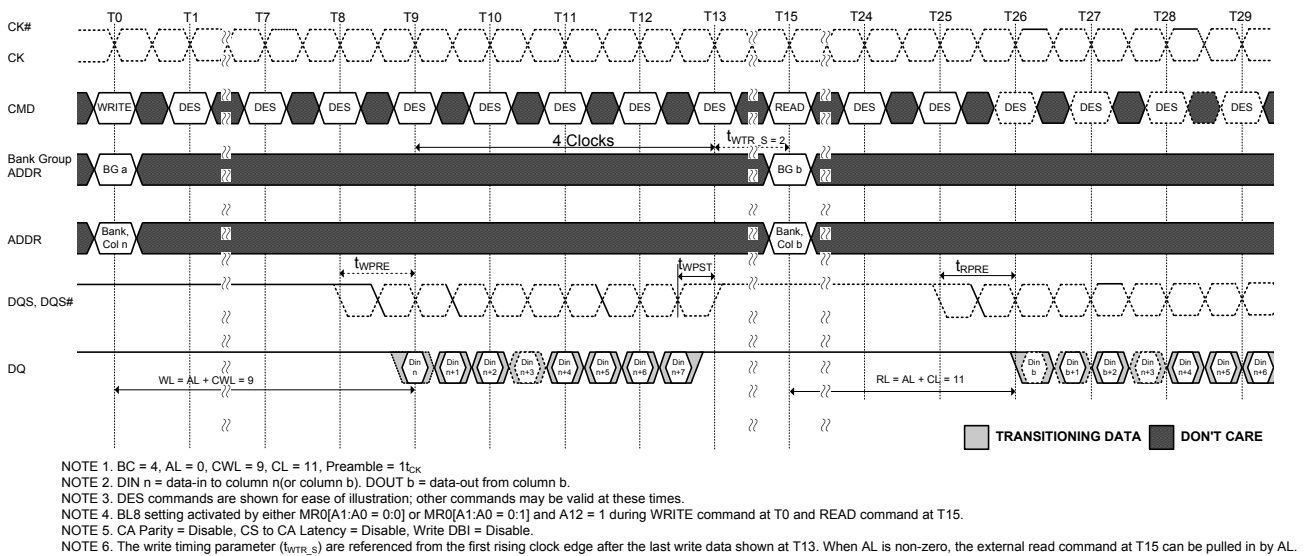 CK#
CK
T0 T1 T7 T8 T9 T10 T11 T12 T13 T15 T24 T25 T26 T27 T28 T29
CMD WRITE DES DES DES DES DES DES DES DES READ DES DES DES DES DES DES
4 Clocks tWTR_S = 2
Bank Group
ADDR
BG a BG b
ADDR
Bank,
Col n
Bank,
Col b
tWPRE tWPST tRPRE
DQS, DQS#
DQ
Din
n
Din
n+1
Din
n+2
Din
n+3
Din
n+4
Din
n+5
Din
n+6
Din
n+7
Din
b
Din
b+1
Din
b+2
Din
n+3
Din
n+4
Din
n+5
Din
n+6
WL = AL + CWL = 9
RL = AL + CL = 11
TRANSITIONING DATA DON'T CARE
NOTE 1. BC = 4, AL = 0, CWL = 9, CL = 11, Preamble = 1tCK
NOTE 2. DIN n = data-in to column n(or column b). DOUT b = data-out from column b.
NOTE 3. DES commands are shown for ease of illustration; other commands may be valid at these times.
NOTE 4. BL8 setting activated by either MR0[A1:A0 = 0:0] or MR0[A1:A0 = 0:1] and A12 = 1 during WRITE command at T0 and READ command at T15.
NOTE 5. CA Parity = Disable, CS to CA Latency = Disable, Write DBI = Disable.
NOTE 6. The write timing parameter (tWTR_S) are referenced from the first rising clock edge after the last write data shown at T13. When AL is non-zero, the external read command at T15 can be pulled in by AL.